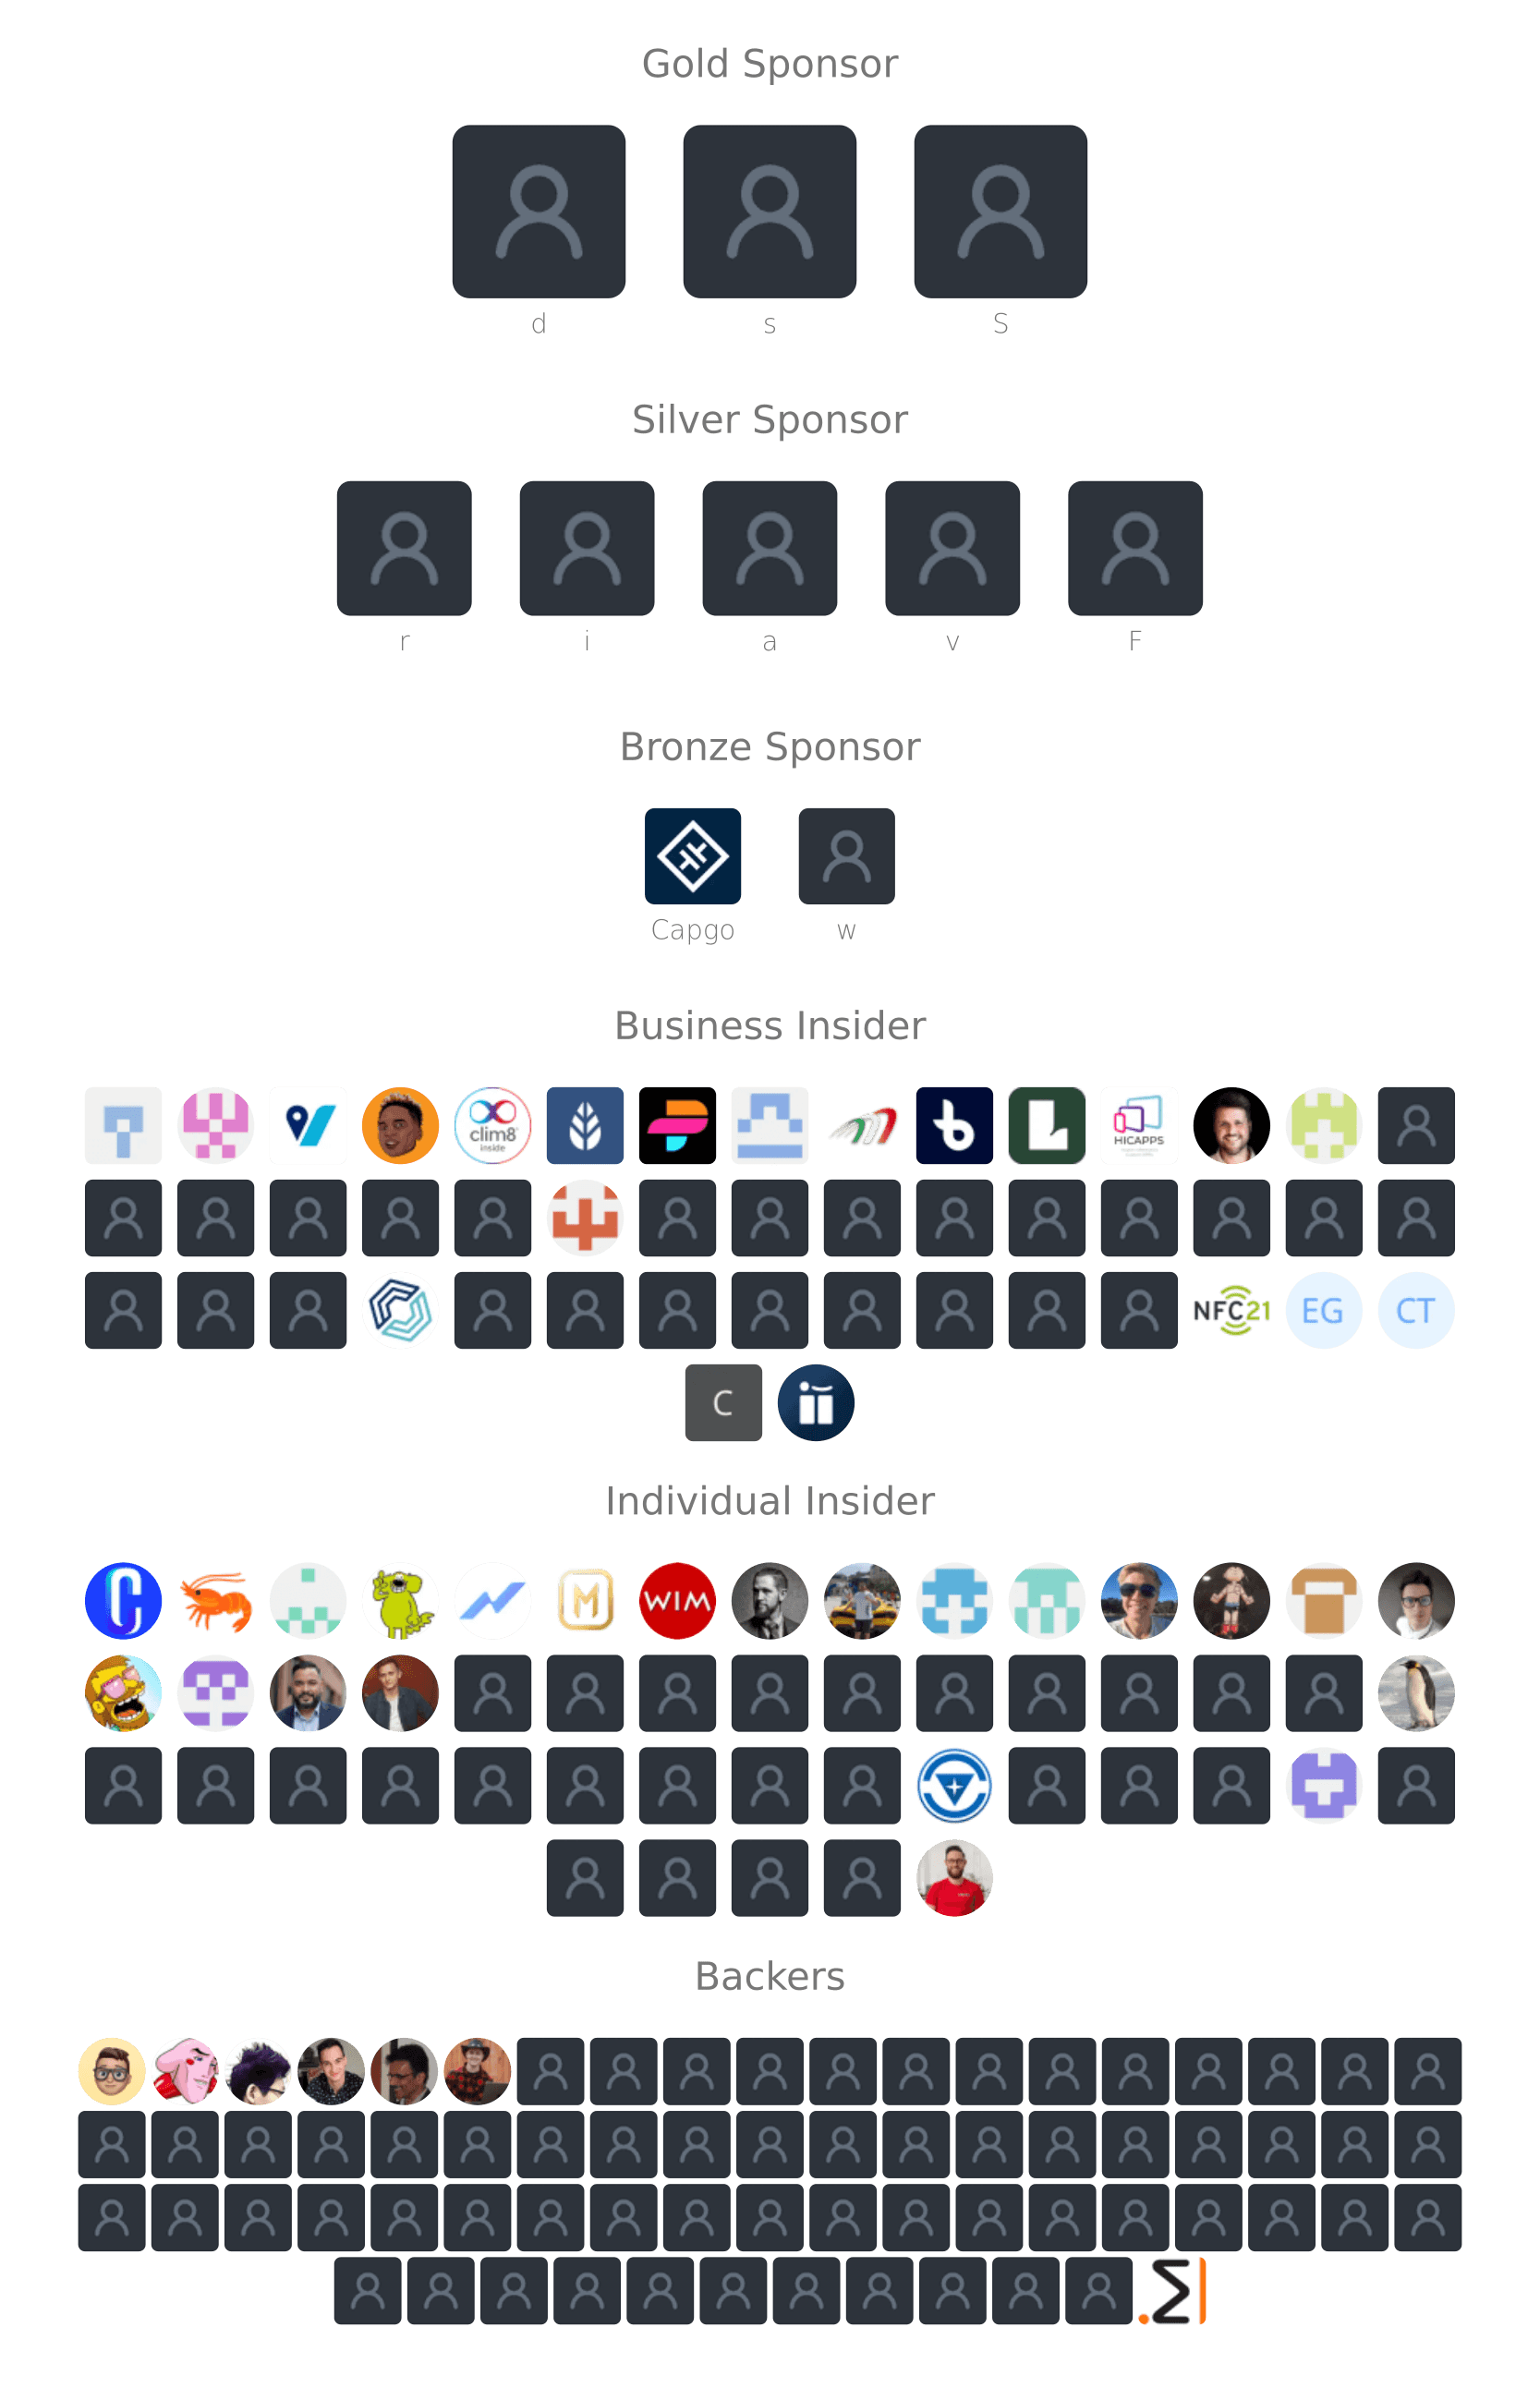 Gold Sponsor
d s S
Silver Sponsor
r i a v F
Bronze Sponsor
Capgo w
Business Insider
clim8
inside
HICAPPS
NFC21 EG CT
C
Individual Insider
C M WIM
Backers